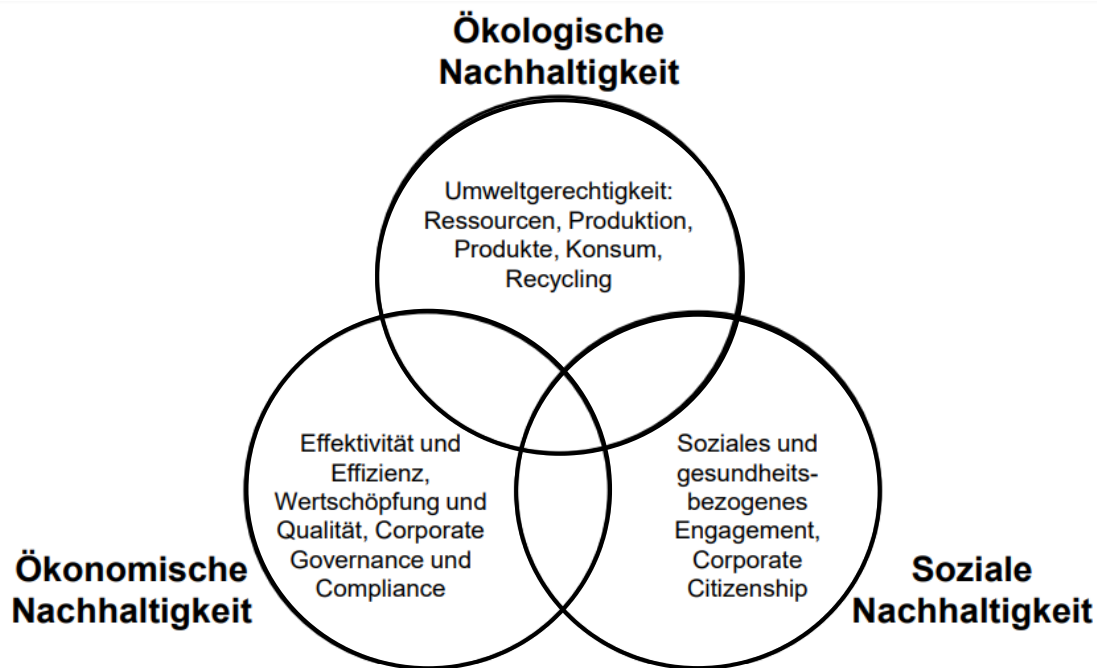 Ökologische
Nachhaltigkeit
Umweltgerechtigkeit:
Ressourcen, Produktion,
Produkte, Konsum,
Recycling
Effektivität und
Effizienz,
Wertschöpfung und
Qualität, Corporate
Governance und
Compliance
Soziales und
gesundheits-
bezogenes
Engagement,
Corporate
Citizenship
Ökonomische
Nachhaltigkeit
Soziale
Nachhaltigkeit